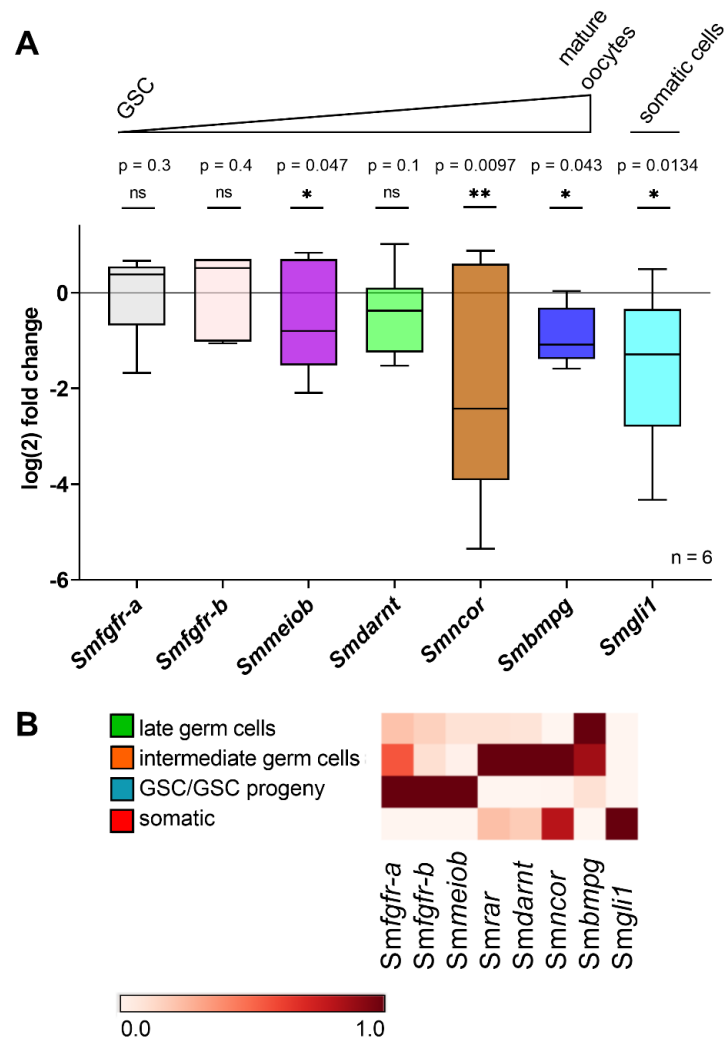 A
GSC
mature
oocytes
somatic cells
p = 0.3 p = 0.4 p = 0.047 p = 0.1 p = 0.0097 p = 0.043 p = 0.0134
ns ns * ns ** * *
log(2) fold change
0
-2
-4
-6
n = 6
Smfgfr-a Smfgfr-b Smmeiob Smdarnt Smncor Smbmpg Smgli1
B
late germ cells
intermediate germ cells
GSC/GSC progeny
somatic
Smfgfr-a Smfgfr-b Smmeiob Smrar Smdarnt Smncor Smbmpg Smgli1
0.0 1.0